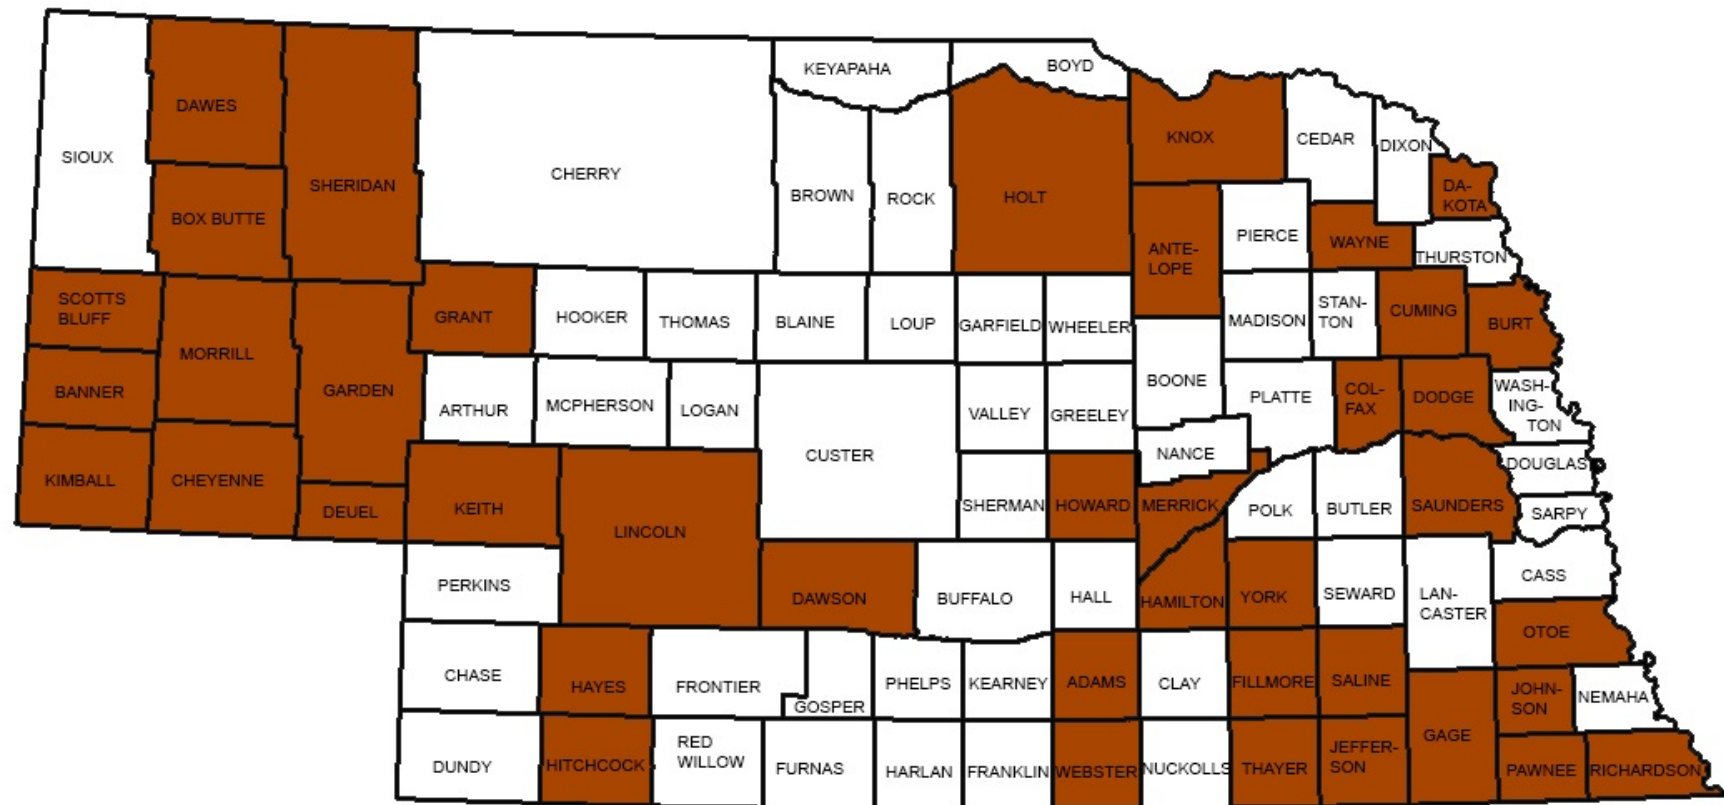 KEYAPAHA
BOYD
DAWES
KNOX
CEDAR
DIXON
SIOUX
CHERRY
SHERIDAN
BROWN
ROCK
HOLT
DA-
KOTA
BOX BUTTE
PIERCE
WAYNE
ANTE-
LOPE
THURSTON
SCOTTS
BLUFF
GRANT
HOOKER
THOMAS
BLAINE
LOUP
GARFIELD
WHEELER
MADISON
STAN-
TON
CUMING
BURT
MORRILL
BANNER
GARDEN
ARTHUR
MCPHERSON
LOGAN
VALLEY
GREELEY
BOONE
PLATTE
COL-
FAX
DODGE
WASH-
ING-
TON
CUSTER
NANCE
DOUGLAS
KIMBALL
CHEYENNE
DEUEL
KEITH
LINCOLN
SHERMAN
HOWARD
MERRICK
POLK
BUTLER
SAUNDERS
SARPY
PERKINS
DAWSON
BUFFALO
HALL
HAMILTON
YORK
SEWARD
LAN-
CASTER
CASS
OTOE
CHASE
HAYES
FRONTIER
GOSPER
PHELPS
KEARNEY
ADAMS
CLAY
FILLMORE
SALINE
JOHN-
SON
NEMAHA
DUNDY
HITCHCOCK
RED
WILLOW
FURNAS
HARLAN
FRANKLIN
WEBSTER
NUCKOLLS
THAYER
JEFFER-
SON
GAGE
PAWNEE
RICHARDSON